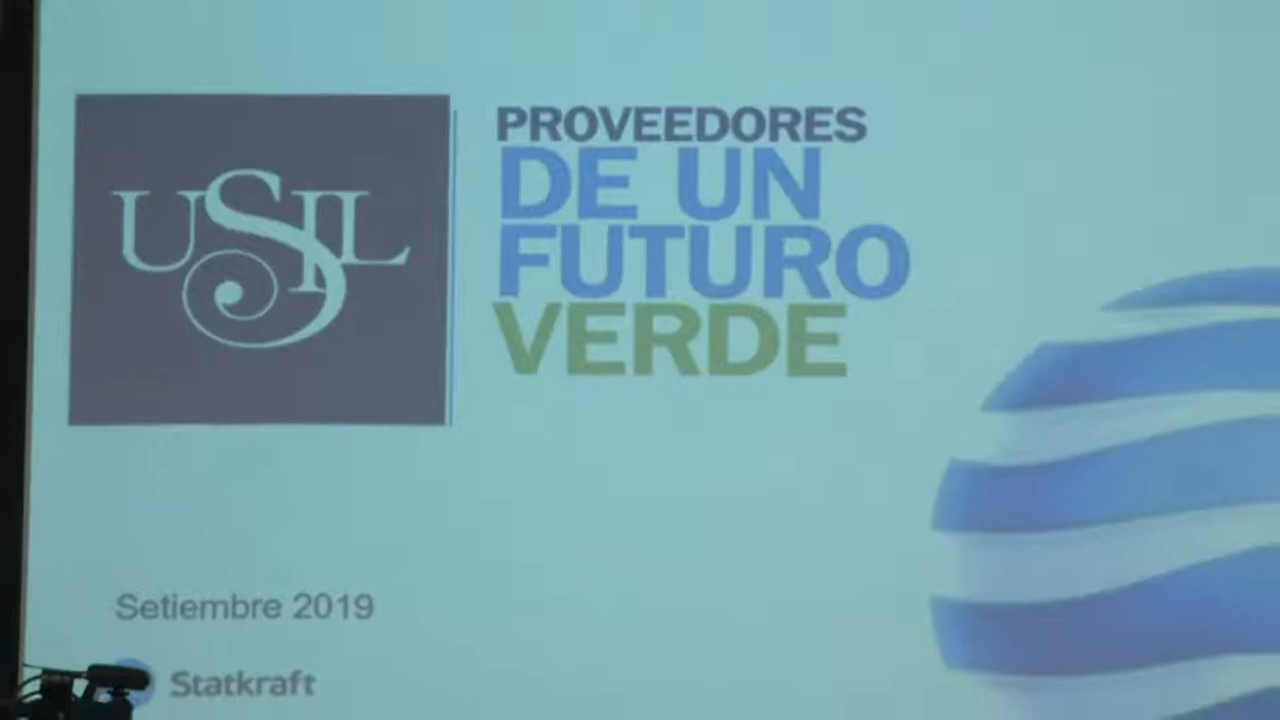 USIL
PROVEEDORES
DE UN
FUTURO
VERDE
Setiembre 2019
Statkraft